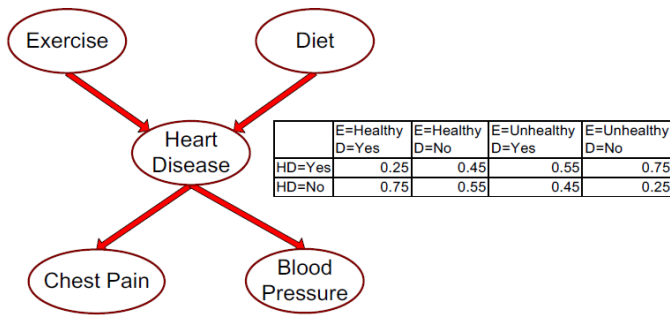 Exercise
Diet
Heart
Disease
E=Healthy E=Healthy E=Unhealthy E=Unhealthy
D=Yes D=No D=Yes D=No
HD=Yes 0.25 0.45 0.55 0.75
HD=No 0.75 0.55 0.45 0.25
Chest Pain
Blood
Pressure